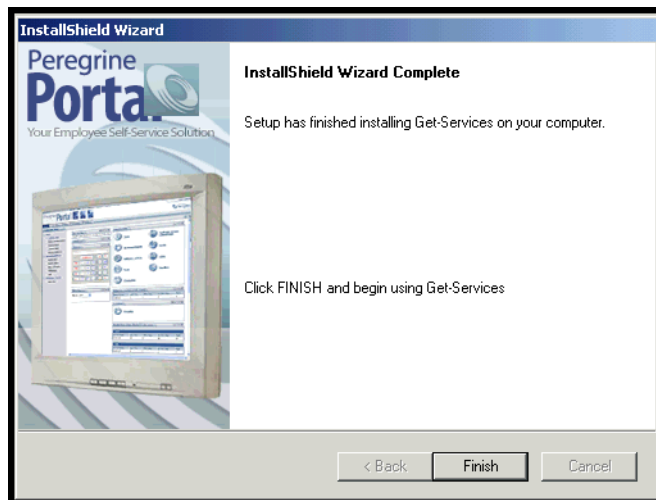 InstallShield Wizard
Peregrine
Portal
Your Employee Self-Service Solution
InstallShield Wizard Complete
Setup has finished installing Get-Services on your computer.
Click FINISH and begin using Get-Services
< Back
Finish
Cancel